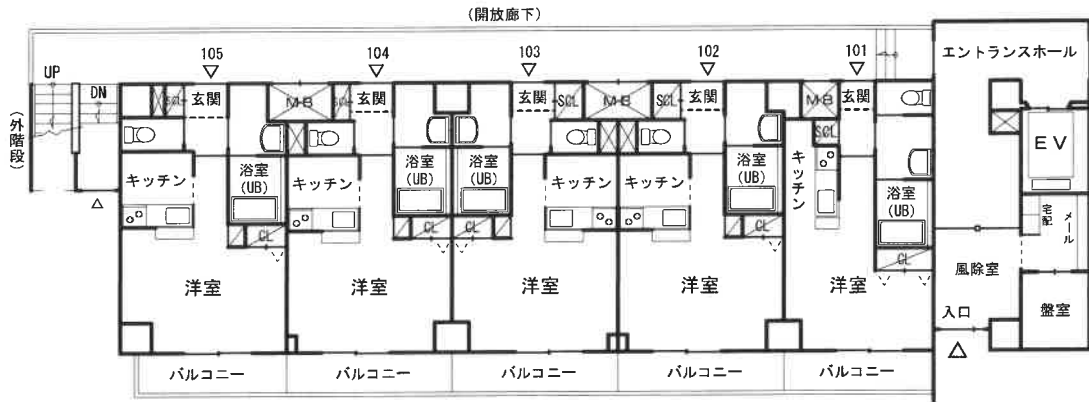 (開放廊下)
105
104
103
102
101
エントランスホール
UP
DN
(外階段)
SCL
玄関
M・B
SCL
玄関
玄関
SCL
M・B
SCL
玄関
M・B
玄関
SCL
EV
キッチン
浴室
(UB)
キッチン
浴室
(UB)
浴室
(UB)
キッチン
キッチン
浴室
(UB)
キッチン
浴室
(UB)
宅配
メール
CL
CL
CL
CL
CL
洋室
洋室
洋室
洋室
洋室
風除室
盤室
入口
バルコニー
バルコニー
バルコニー
バルコニー
バルコニー